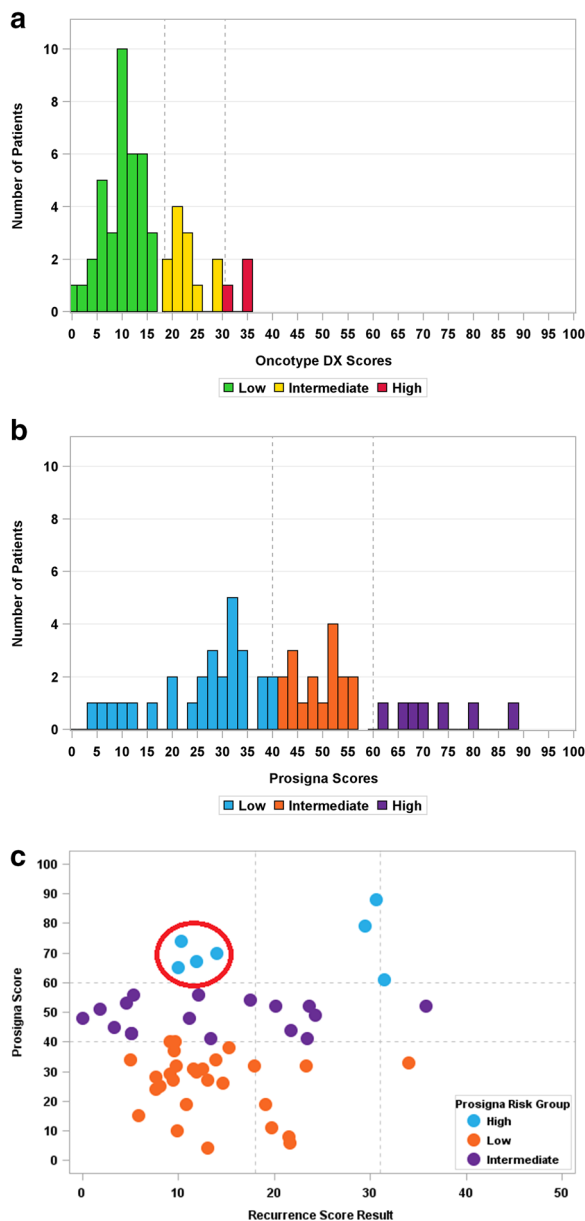 a
Number of Patients
10
8
6
4
2
0
0 5 10 15 20 25 30 35 40 45 50 55 60 65 70 75 80 85 90 95 100
Oncotype DX Scores
Low Intermediate High
b
Number of Patients
10
8
6
4
2
0
0 5 10 15 20 25 30 35 40 45 50 55 60 65 70 75 80 85 90 95 100
Prosigna Scores
Low Intermediate High
c
Prosigna Score
100
90
80
70
60
50
40
30
20
10
0
Prosigna Risk Group
High
Low
Intermediate
0 10 20 30 40 50
Recurrence Score Result